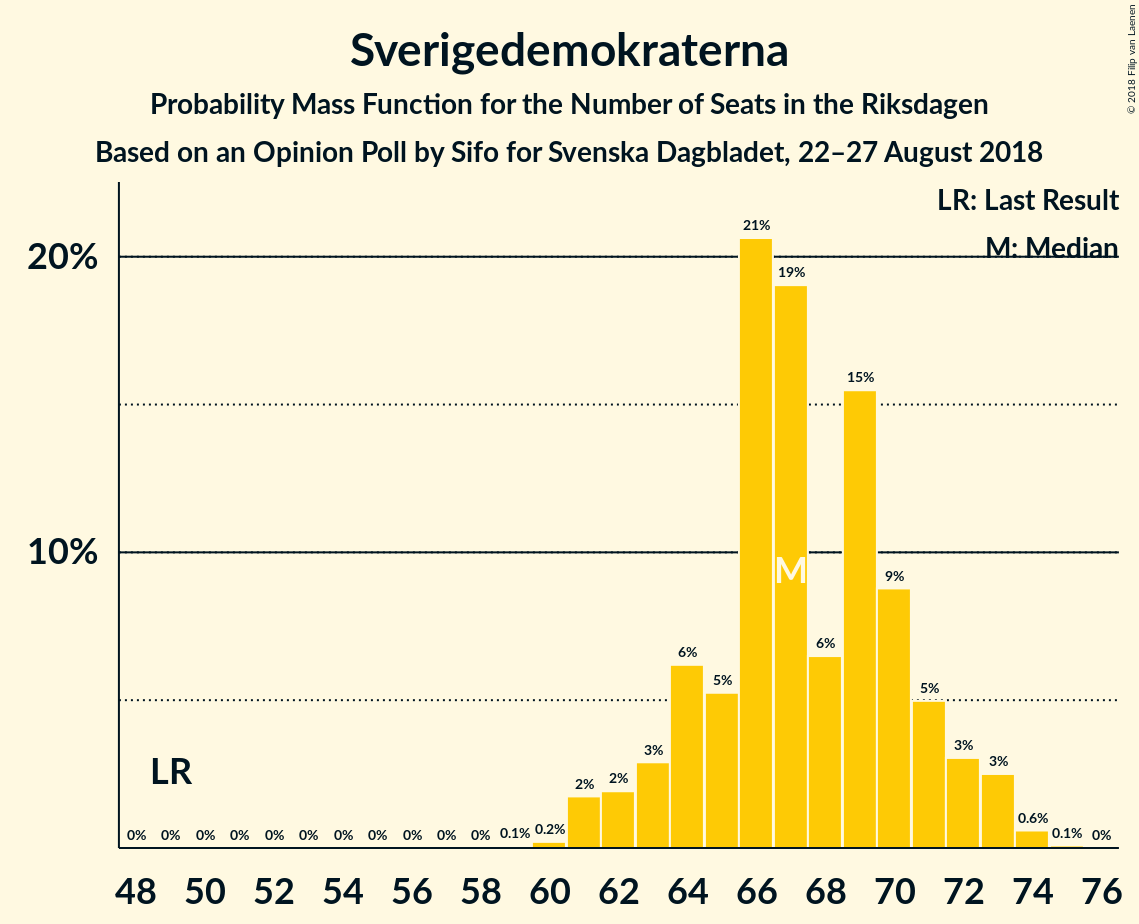 Sverigedemokraterna
Probability Mass Function for the Number of Seats in the Riksdagen
Based on an Opinion Poll by Sifo for Svenska Dagbladet, 22–27 August 2018
© 2018 Filip van Laenen
LR: Last Result
M: Median
20%
10%
21%
19%
15%
9%
6%
6%
5%
5%
3%
3%
3%
2%
2%
0% 0% 0% 0% 0% 0% 0% 0% 0% 0% 0% 0.1% 0.2% 0.6% 0.1% 0%
M
LR
48 50 52 54 56 58 60 62 64 66 68 70 72 74 76